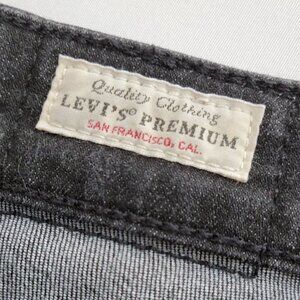 Quality Clothing
LEVI'S® PREMIUM
SAN FRANCISCO, CAL.